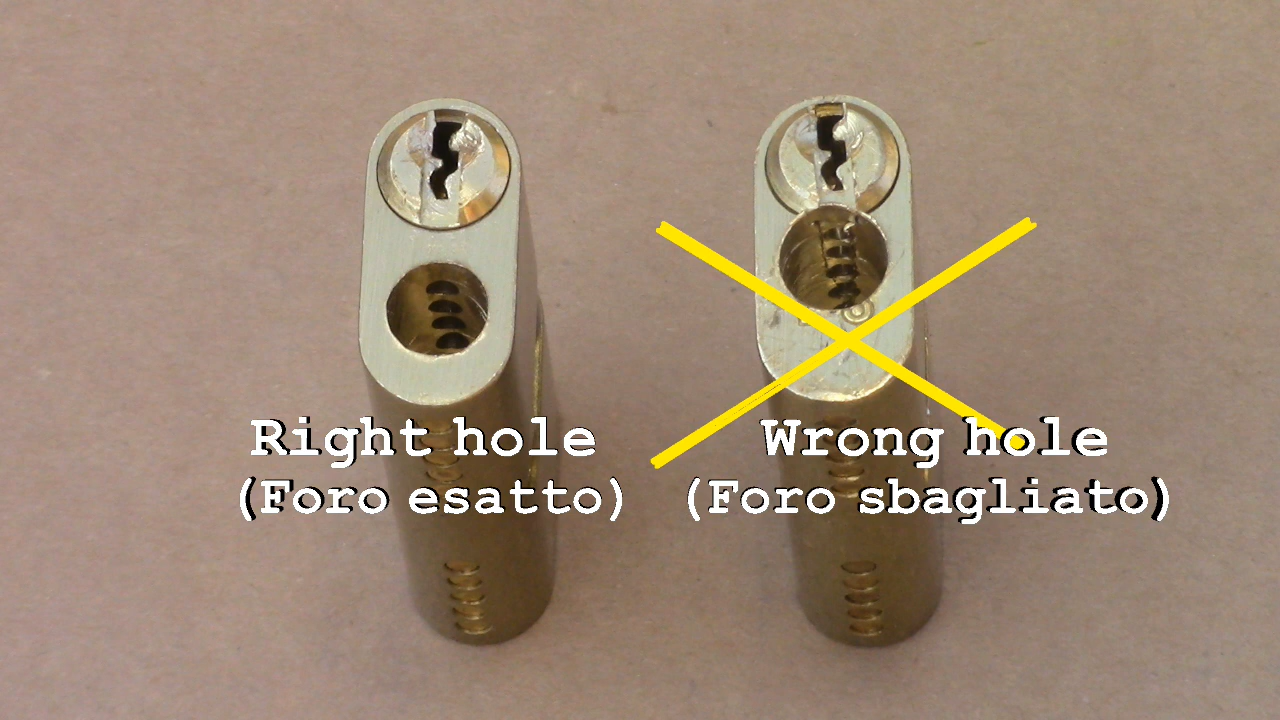 Right hole
(Foro esatto)
Wrong hole
(Foro sbagliato)